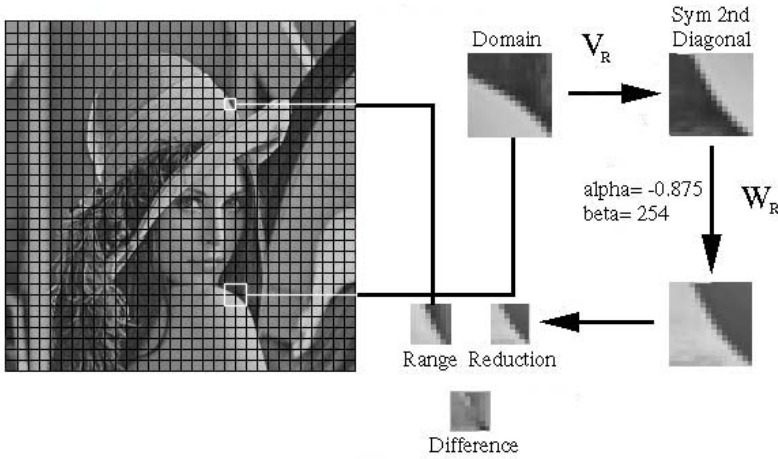 Sym 2nd
Diagonal
Domain
V_R
alpha= -0.875
beta= 254
W_R
Range
Reduction
Difference